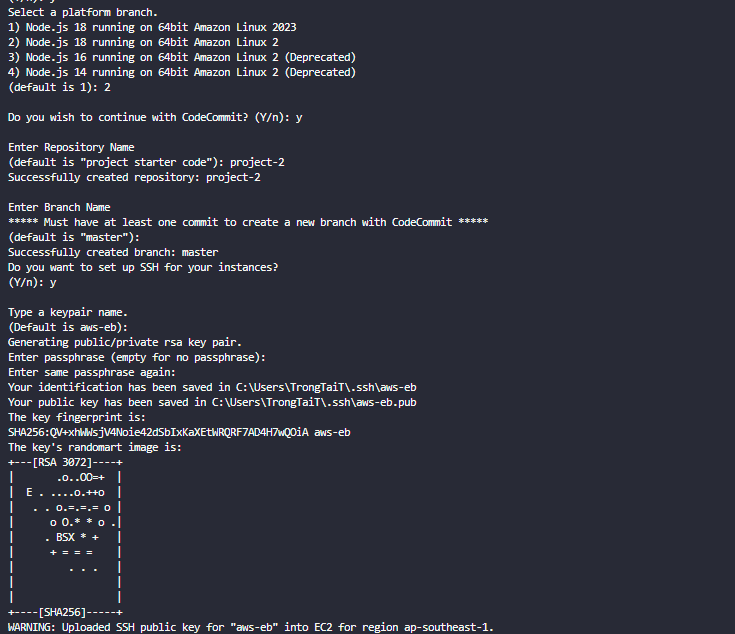 (Y/n): y
Select a platform branch.
1) Node.js 18 running on 64bit Amazon Linux 2023
2) Node.js 18 running on 64bit Amazon Linux 2
3) Node.js 16 running on 64bit Amazon Linux 2 (Deprecated)
4) Node.js 14 running on 64bit Amazon Linux 2 (Deprecated)
(default is 1): 2
Do you wish to continue with CodeCommit? (Y/n): y
Enter Repository Name
(default is "project starter code"): project-2
Successfully created repository: project-2
Enter Branch Name
***** Must have at least one commit to create a new branch with CodeCommit *****
(default is "master"):
Successfully created branch: master
Do you want to set up SSH for your instances?
(Y/n): y
Type a keypair name.
(Default is aws-eb):
Generating public/private rsa key pair.
Enter passphrase (empty for no passphrase):
Enter same passphrase again:
Your identification has been saved in C:\Users\TrongTaiT\.ssh\aws-eb
Your public key has been saved in C:\Users\TrongTaiT\.ssh\aws-eb.pub
The key fingerprint is:
SHA256:QV+xhWWsjV4Noie42dSbIxKaXEtWRQRF7AD4H7wQOiA aws-eb
The key's randomart image is:
+---[RSA 3072]----+
|       .o..OO=+  |
|  E . ....o.++o  |
|   . . o.=.=.= o |
|      o O.* * o .|
|     . BSX * +   |
|      + = = =    |
|         . . .   |
|                 |
|                 |
+----[SHA256]-----+
WARNING: Uploaded SSH public key for "aws-eb" into EC2 for region ap-southeast-1.